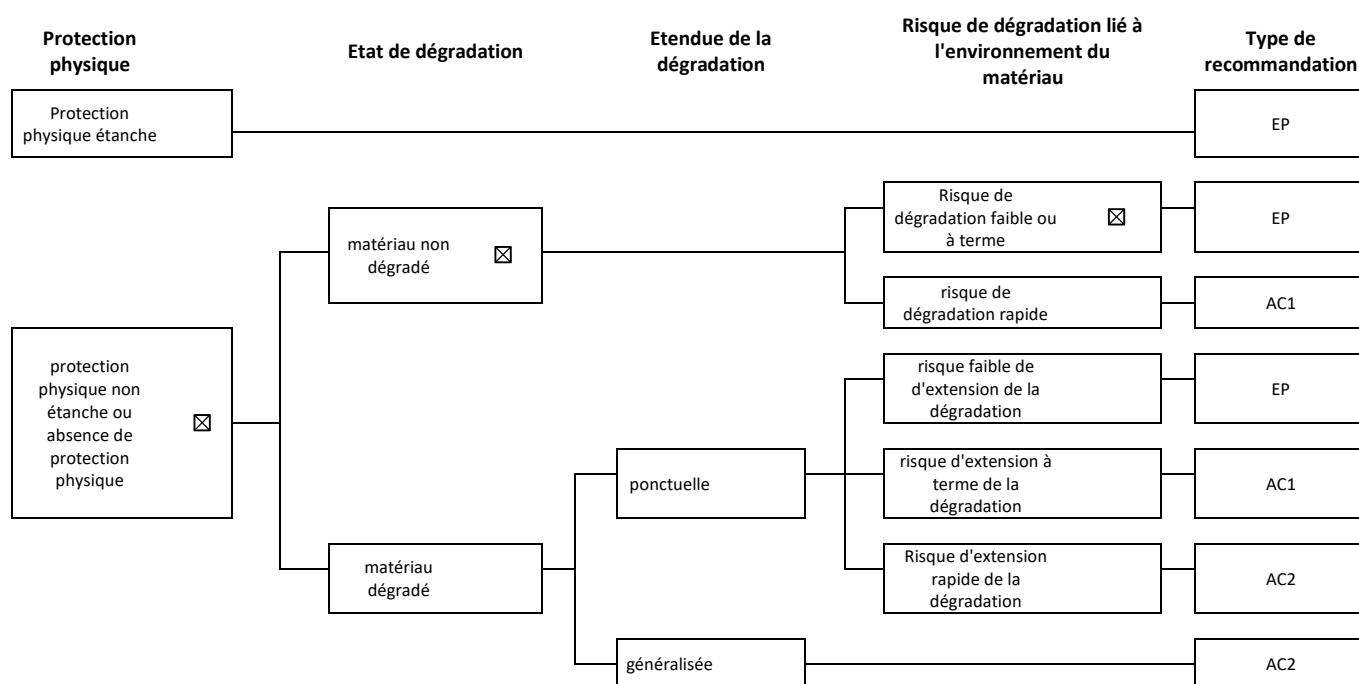 Protection
physique
Etat de dégradation
Etendue de la
dégradation
Risque de dégradation lié à
l'environnement du
matériau
Type de
recommandation
Protection
physique étanche
EP
matériau non
dégradé
☒
Risque de
dégradation faible ou
à terme
☒
EP
risque de
dégradation rapide
AC1
protection
physique non
étanche ou
absence de
protection
physique
☒
risque faible de
d'extension de la
dégradation
EP
ponctuelle
risque d'extension à
terme de la
dégradation
AC1
matériau
dégradé
Risque d'extension
rapide de la
dégradation
AC2
généralisée
AC2